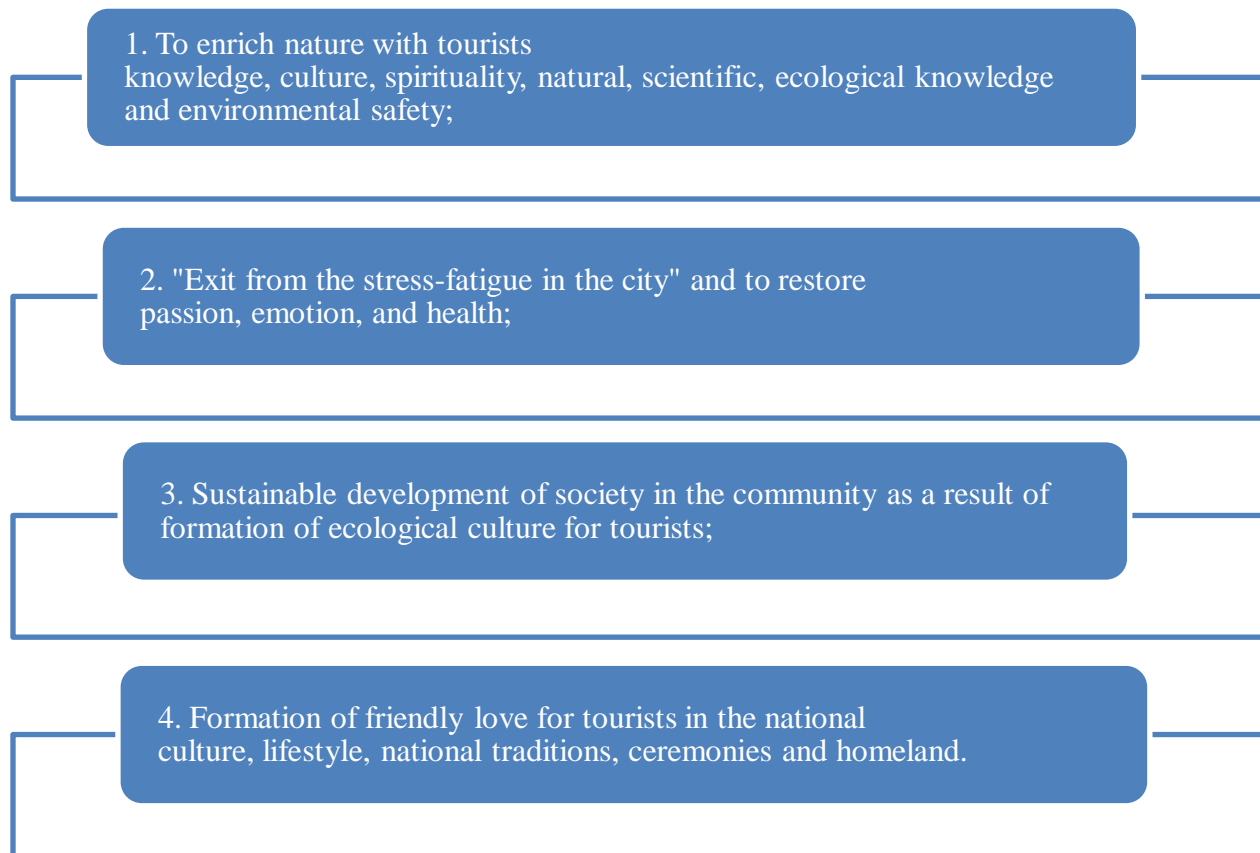 1. To enrich nature with tourists
knowledge, culture, spirituality, natural, scientific, ecological knowledge
and environmental safety;
2. "Exit from the stress-fatigue in the city" and to restore
passion, emotion, and health;
3. Sustainable development of society in the community as a result of
formation of ecological culture for tourists;
4. Formation of friendly love for tourists in the national
culture, lifestyle, national traditions, ceremonies and homeland.